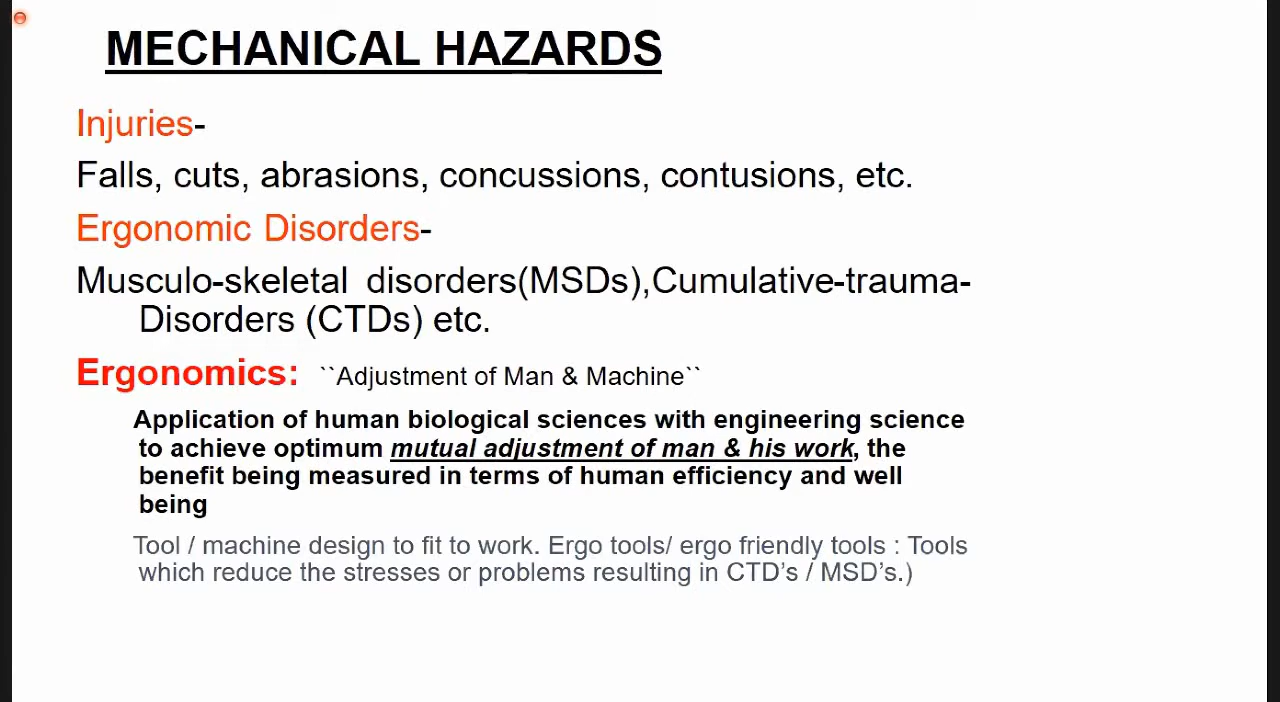 MECHANICAL HAZARDS
Injuries-
Falls, cuts, abrasions, concussions, contusions, etc.
Ergonomic Disorders-
Musculo-skeletal disorders(MSDs),Cumulative-trauma-
Disorders (CTDs) etc.
Ergonomics: ``Adjustment of Man & Machine``
Application of human biological sciences with engineering science
to achieve optimum mutual adjustment of man & his work, the
benefit being measured in terms of human efficiency and well
being
Tool / machine design to fit to work. Ergo tools/ ergo friendly tools : Tools
which reduce the stresses or problems resulting in CTD’s / MSD’s.)